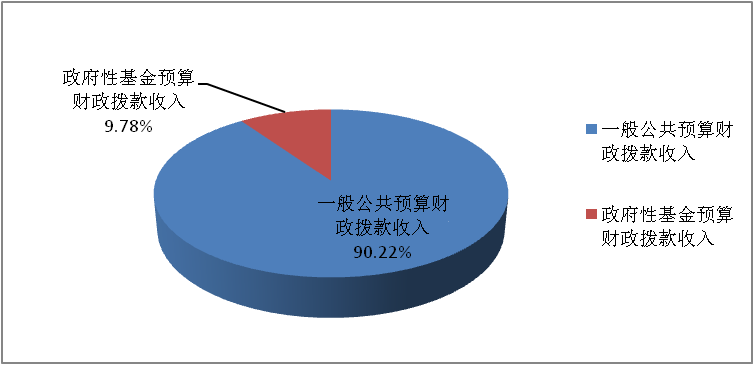 政府性基金预算
财政拨款收入
9.78%
一般公共预算财
政拨款收入
90.22%
一般公共预算财
政拨款收入
政府性基金预算
财政拨款收入